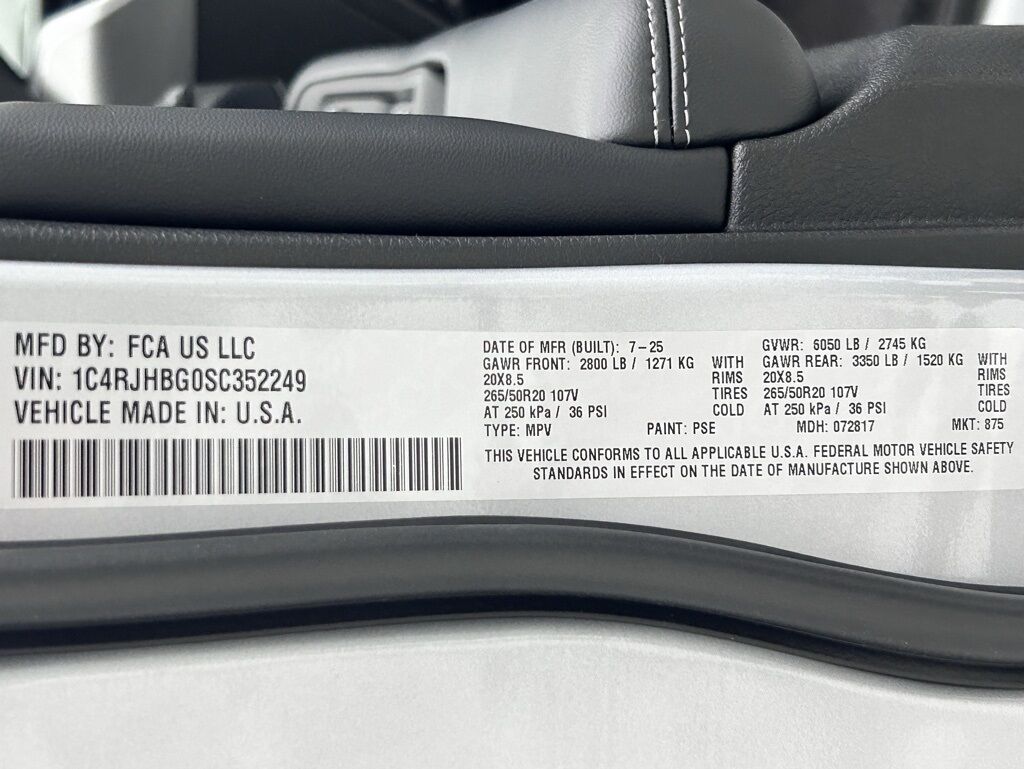 MFD BY: FCA US LLC
VIN: 1C4RJHBG0SC352249
VEHICLE MADE IN: U.S.A.
DATE OF MFR (BUILT): 7-25
GAWR FRONT: 2800 LB / 1271 KG WITH
20X8.5 RIMS
265/50R20 107V TIRES
AT 250 kPa / 36 PSI COLD
GVWR: 6050 LB / 2745 KG
GAWR REAR: 3350 LB / 1520 KG WITH
20X8.5 RIMS
265/50R20 107V TIRES
AT 250 kPa / 36 PSI COLD
TYPE: MPV PAINT: PSE MDH: 072817 MKT: 875
THIS VEHICLE CONFORMS TO ALL APPLICABLE U.S.A. FEDERAL MOTOR VEHICLE SAFETY
STANDARDS IN EFFECT ON THE DATE OF MANUFACTURE SHOWN ABOVE.